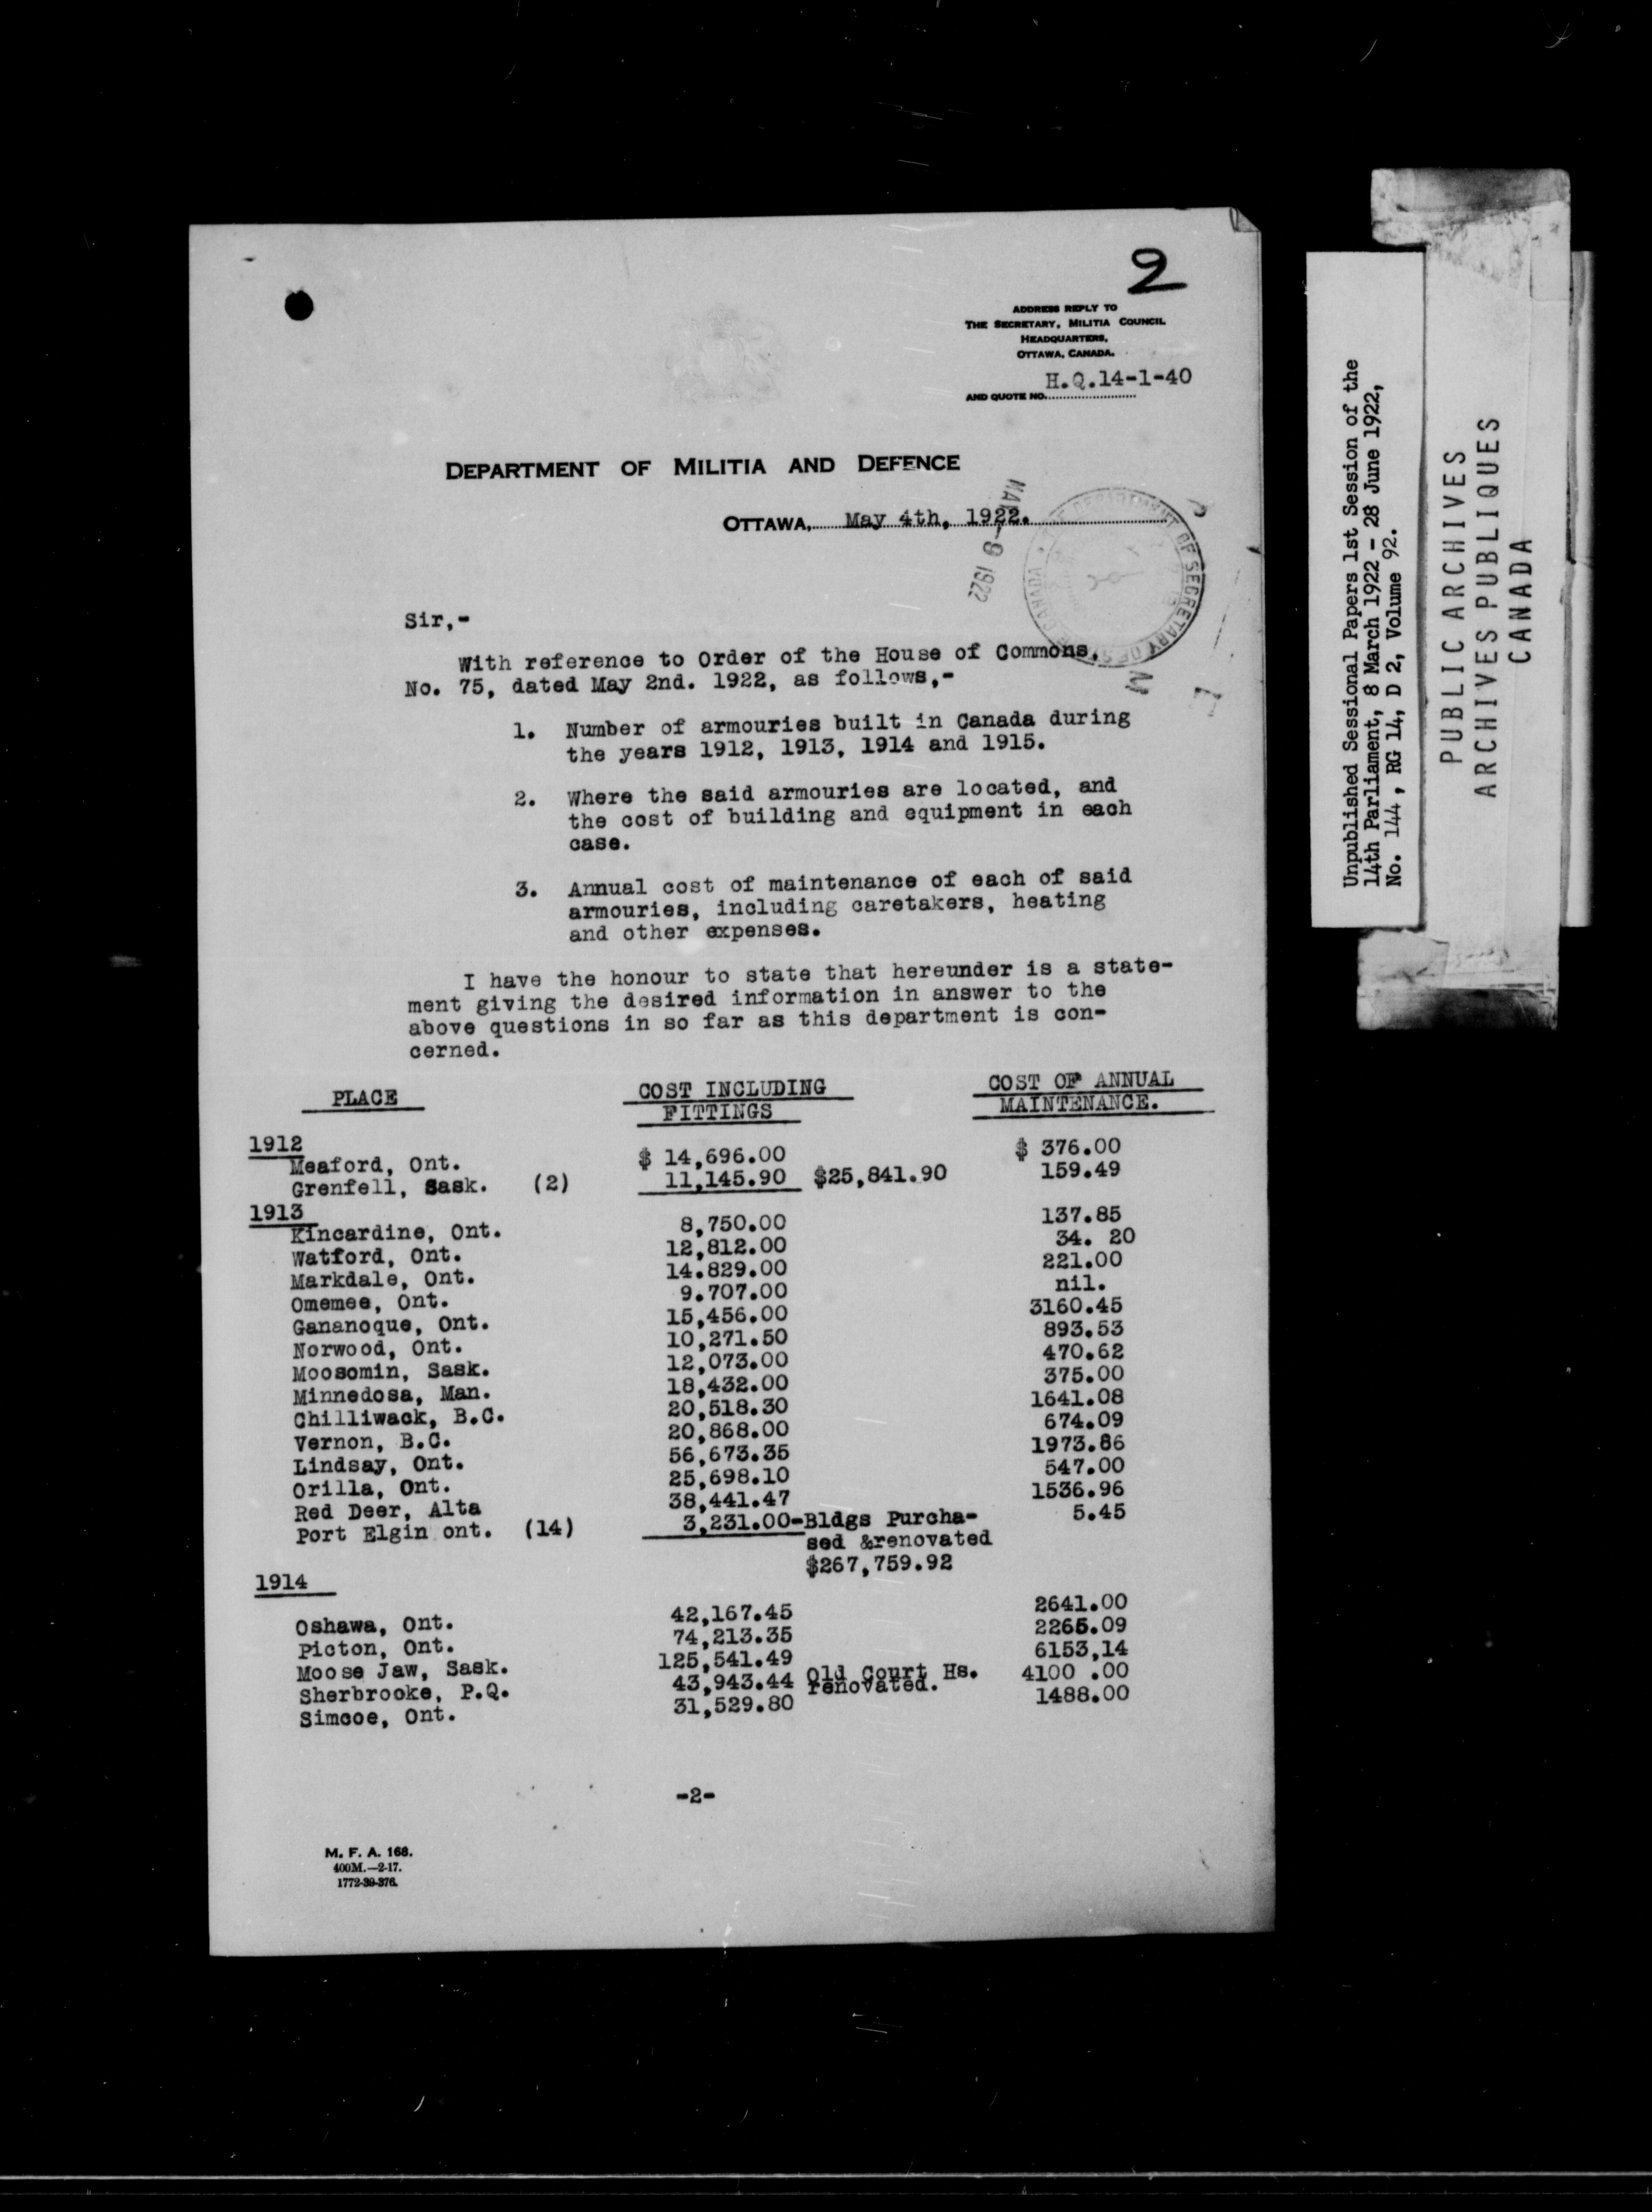 2
ADDRESS REPLY TO
THE SECRETARY, MILITIA COUNCIL
HEADQUARTERS,
OTTAWA, CANADA.
H.Q.14-1-40
AND QUOTE NO.
DEPARTMENT OF MILITIA AND DEFENCE
OTTAWA, May 4th, 1922.
1922
DEPARTMENT OF SECRETARY OF
CANADA
Sir,-
With reference to Order of the House of Commons,
No. 75, dated May 2nd. 1922, as follows,-
1. Number of armouries built in Canada during
the years 1912, 1913, 1914 and 1915.
2. Where the said armouries are located, and
the cost of building and equipment in each
case.
3. Annual cost of maintenance of each of said
armouries, including caretakers, heating
and other expenses.
I have the honour to state that hereunder is a state-
ment giving the desired information in answer to the
above questions in so far as this department is con-
cerned.
PLACE COST INCLUDING COST OF ANNUAL
FITTINGS MAINTENANCE.
1912
Meaford, Ont. $ 14,696.00 $ 376.00
Grenfell, Sask. (2) 11,145.90 $25,841.90 159.49
1913
Kincardine, Ont. 8,750.00 137.85
Watford, Ont. 12,812.00 34. 20
Markdale, Ont. 14.829.00 221.00
Omemee, Ont. 9.707.00 nil.
Gananoque, Ont. 15,456.00 3160.45
Norwood, Ont. 10,271.50 893.53
Moosomin, Sask. 12,073.00 470.62
Minnedosa, Man. 18,432.00 375.00
Chilliwack, B.C. 20,518.30 1641.08
Vernon, B.C. 20,868.00 674.09
Lindsay, Ont. 56,673.35 1973.86
Orilla, Ont. 25,698.10 547.00
Red Deer, Alta 38,441.47 1536.96
Port Elgin ont. (14) 3,231.00-Bldgs Purcha- 5.45
sed &renovated
$267,759.92
1914
Oshawa, Ont. 42,167.45 2641.00
Picton, Ont. 74,213.35 2265.09
Moose Jaw, Sask. 125,541.49 6153,14
Sherbrooke, P.Q. 43,943.44 Old Court Hs. 4100 .00
renovated.
Simcoe, Ont. 31,529.80 1488.00
-2-
M. F. A. 168.
400M.—2-17.
1772-39-376.
Unpublished Sessional Papers 1st Session of the
14th Parliament, 8 March 1922 - 28 June 1922,
No. 144, RG 14, D 2, Volume 92.
PUBLIC ARCHIVES
ARCHIVES PUBLIQUES
CANADA